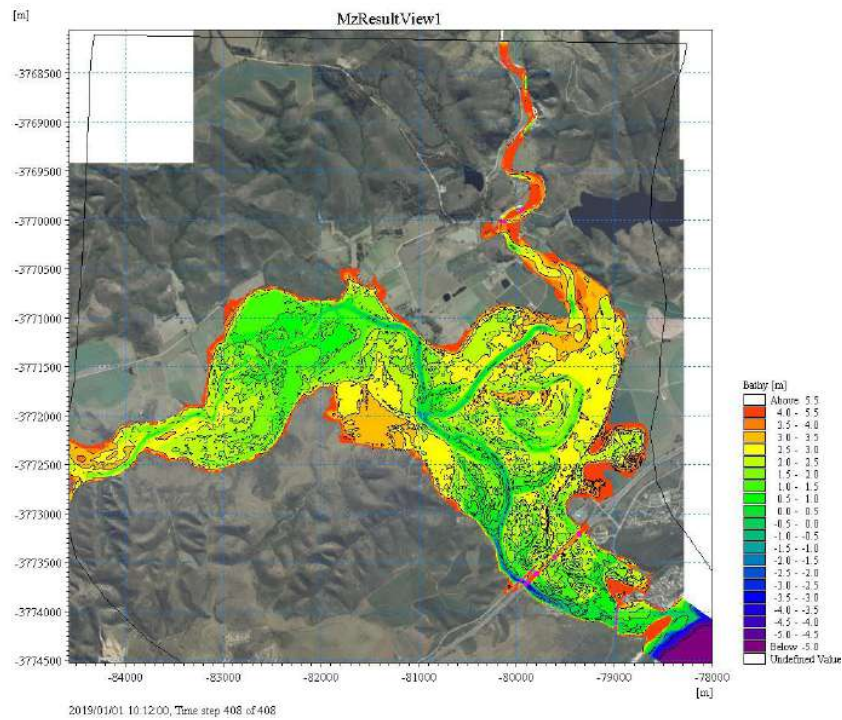 [m]
MzResultView1
-3768500
-3769000
-3769500
-3770000
-3770500
-3771000
-3771500
-3772000
-3772500
-3773000
-3773500
-3774000
-3774500
-84000
-83000
-82000
-81000
-80000
-79000
-78000
[m]
Bathy [m]
Above 5.5
4.0 - 5.5
3.5 - 4.0
3.0 - 3.5
2.5 - 3.0
2.0 - 2.5
1.5 - 2.0
1.0 - 1.5
0.5 - 1.0
0.0 - 0.5
-0.5 - 0.0
-1.0 - -0.5
-1.5 - -1.0
-2.0 - -1.5
-2.5 - -2.0
-3.0 - -2.5
-3.5 - -3.0
-4.0 - -3.5
-4.5 - -4.0
-5.0 - -4.5
Below -5.0
Undefined Value
2019/01/01 10:12:00, Time step 408 of 408